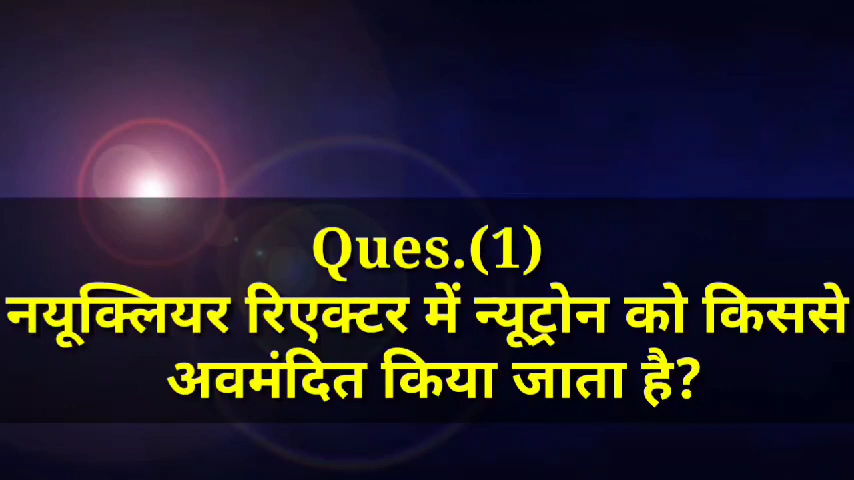 Ques.(1)
नयूक्लियर रिएक्टर में न्यूट्रोन को किससे
अवमंदित किया जाता है?